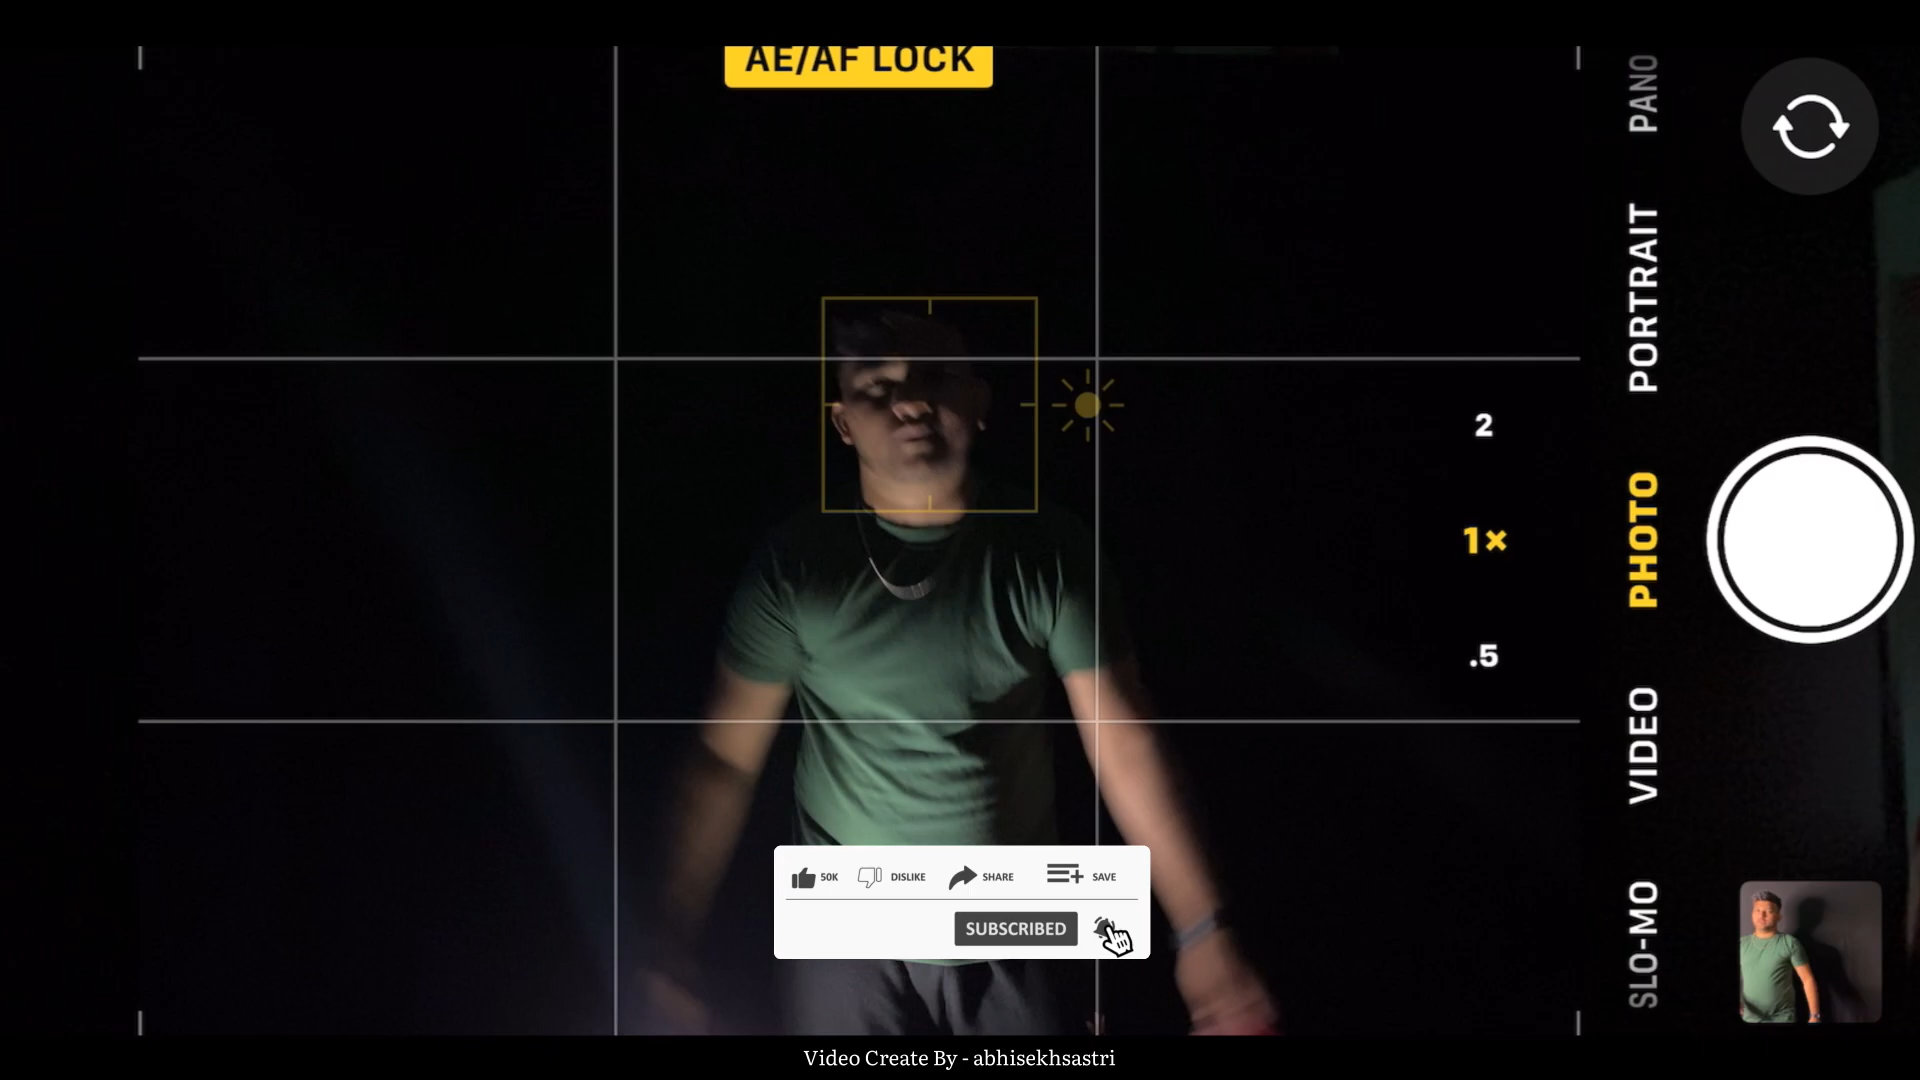 AE/AF LOCK
PANO
PORTRAIT
PHOTO
VIDEO
SLO-MO
2
1×
.5
50K DISLIKE SHARE SAVE
SUBSCRIBED
Video Create By - abhisekhsastri